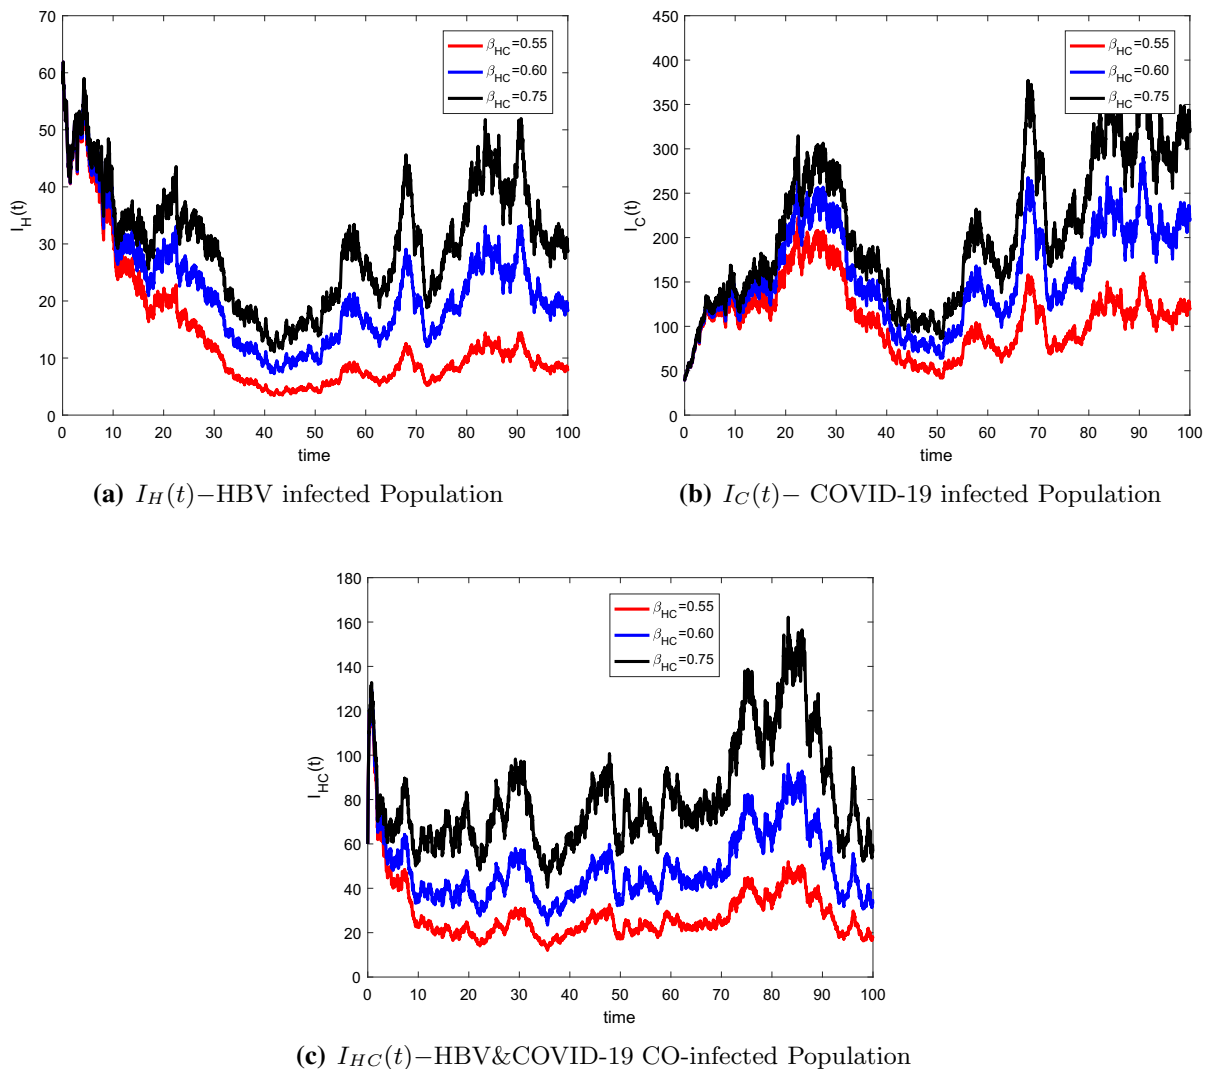 70
60
50
40
30
20
10
0
I_H(t)
β_HC=0.55
β_HC=0.60
β_HC=0.75
0 10 20 30 40 50 60 70 80 90 100
time
(a) I_H(t)−HBV infected Population
450
400
350
300
250
200
150
100
50
0
I_C(t)
β_HC=0.55
β_HC=0.60
β_HC=0.75
0 10 20 30 40 50 60 70 80 90 100
time
(b) I_C(t)− COVID-19 infected Population
180
160
140
120
100
80
60
40
20
0
I_HC(t)
β_HC=0.55
β_HC=0.60
β_HC=0.75
0 10 20 30 40 50 60 70 80 90 100
time
(c) I_HC(t)−HBV&COVID-19 CO-infected Population